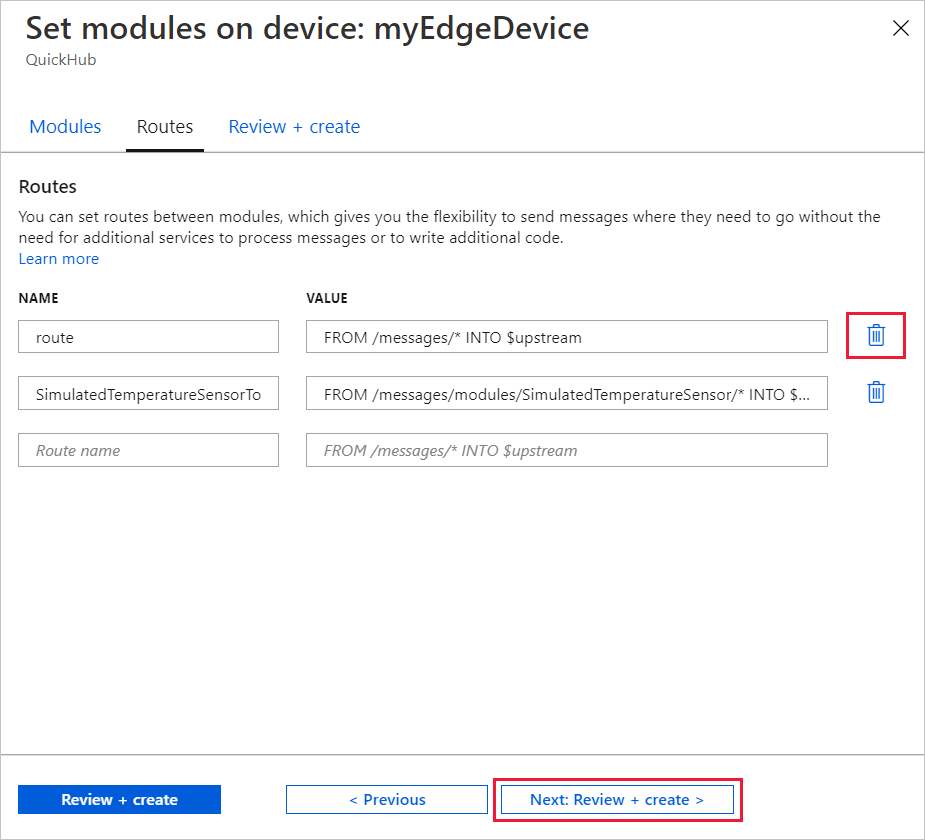 Set modules on device: myEdgeDevice
QuickHub
Modules Routes Review + create
Routes
You can set routes between modules, which gives you the flexibility to send messages where they need to go without the
need for additional services to process messages or to write additional code.
Learn more
NAME VALUE
route FROM /messages/* INTO $upstream
SimulatedTemperatureSensorTo FROM /messages/modules/SimulatedTemperatureSensor/* INTO $...
Route name FROM /messages/* INTO $upstream
Review + create < Previous Next: Review + create >